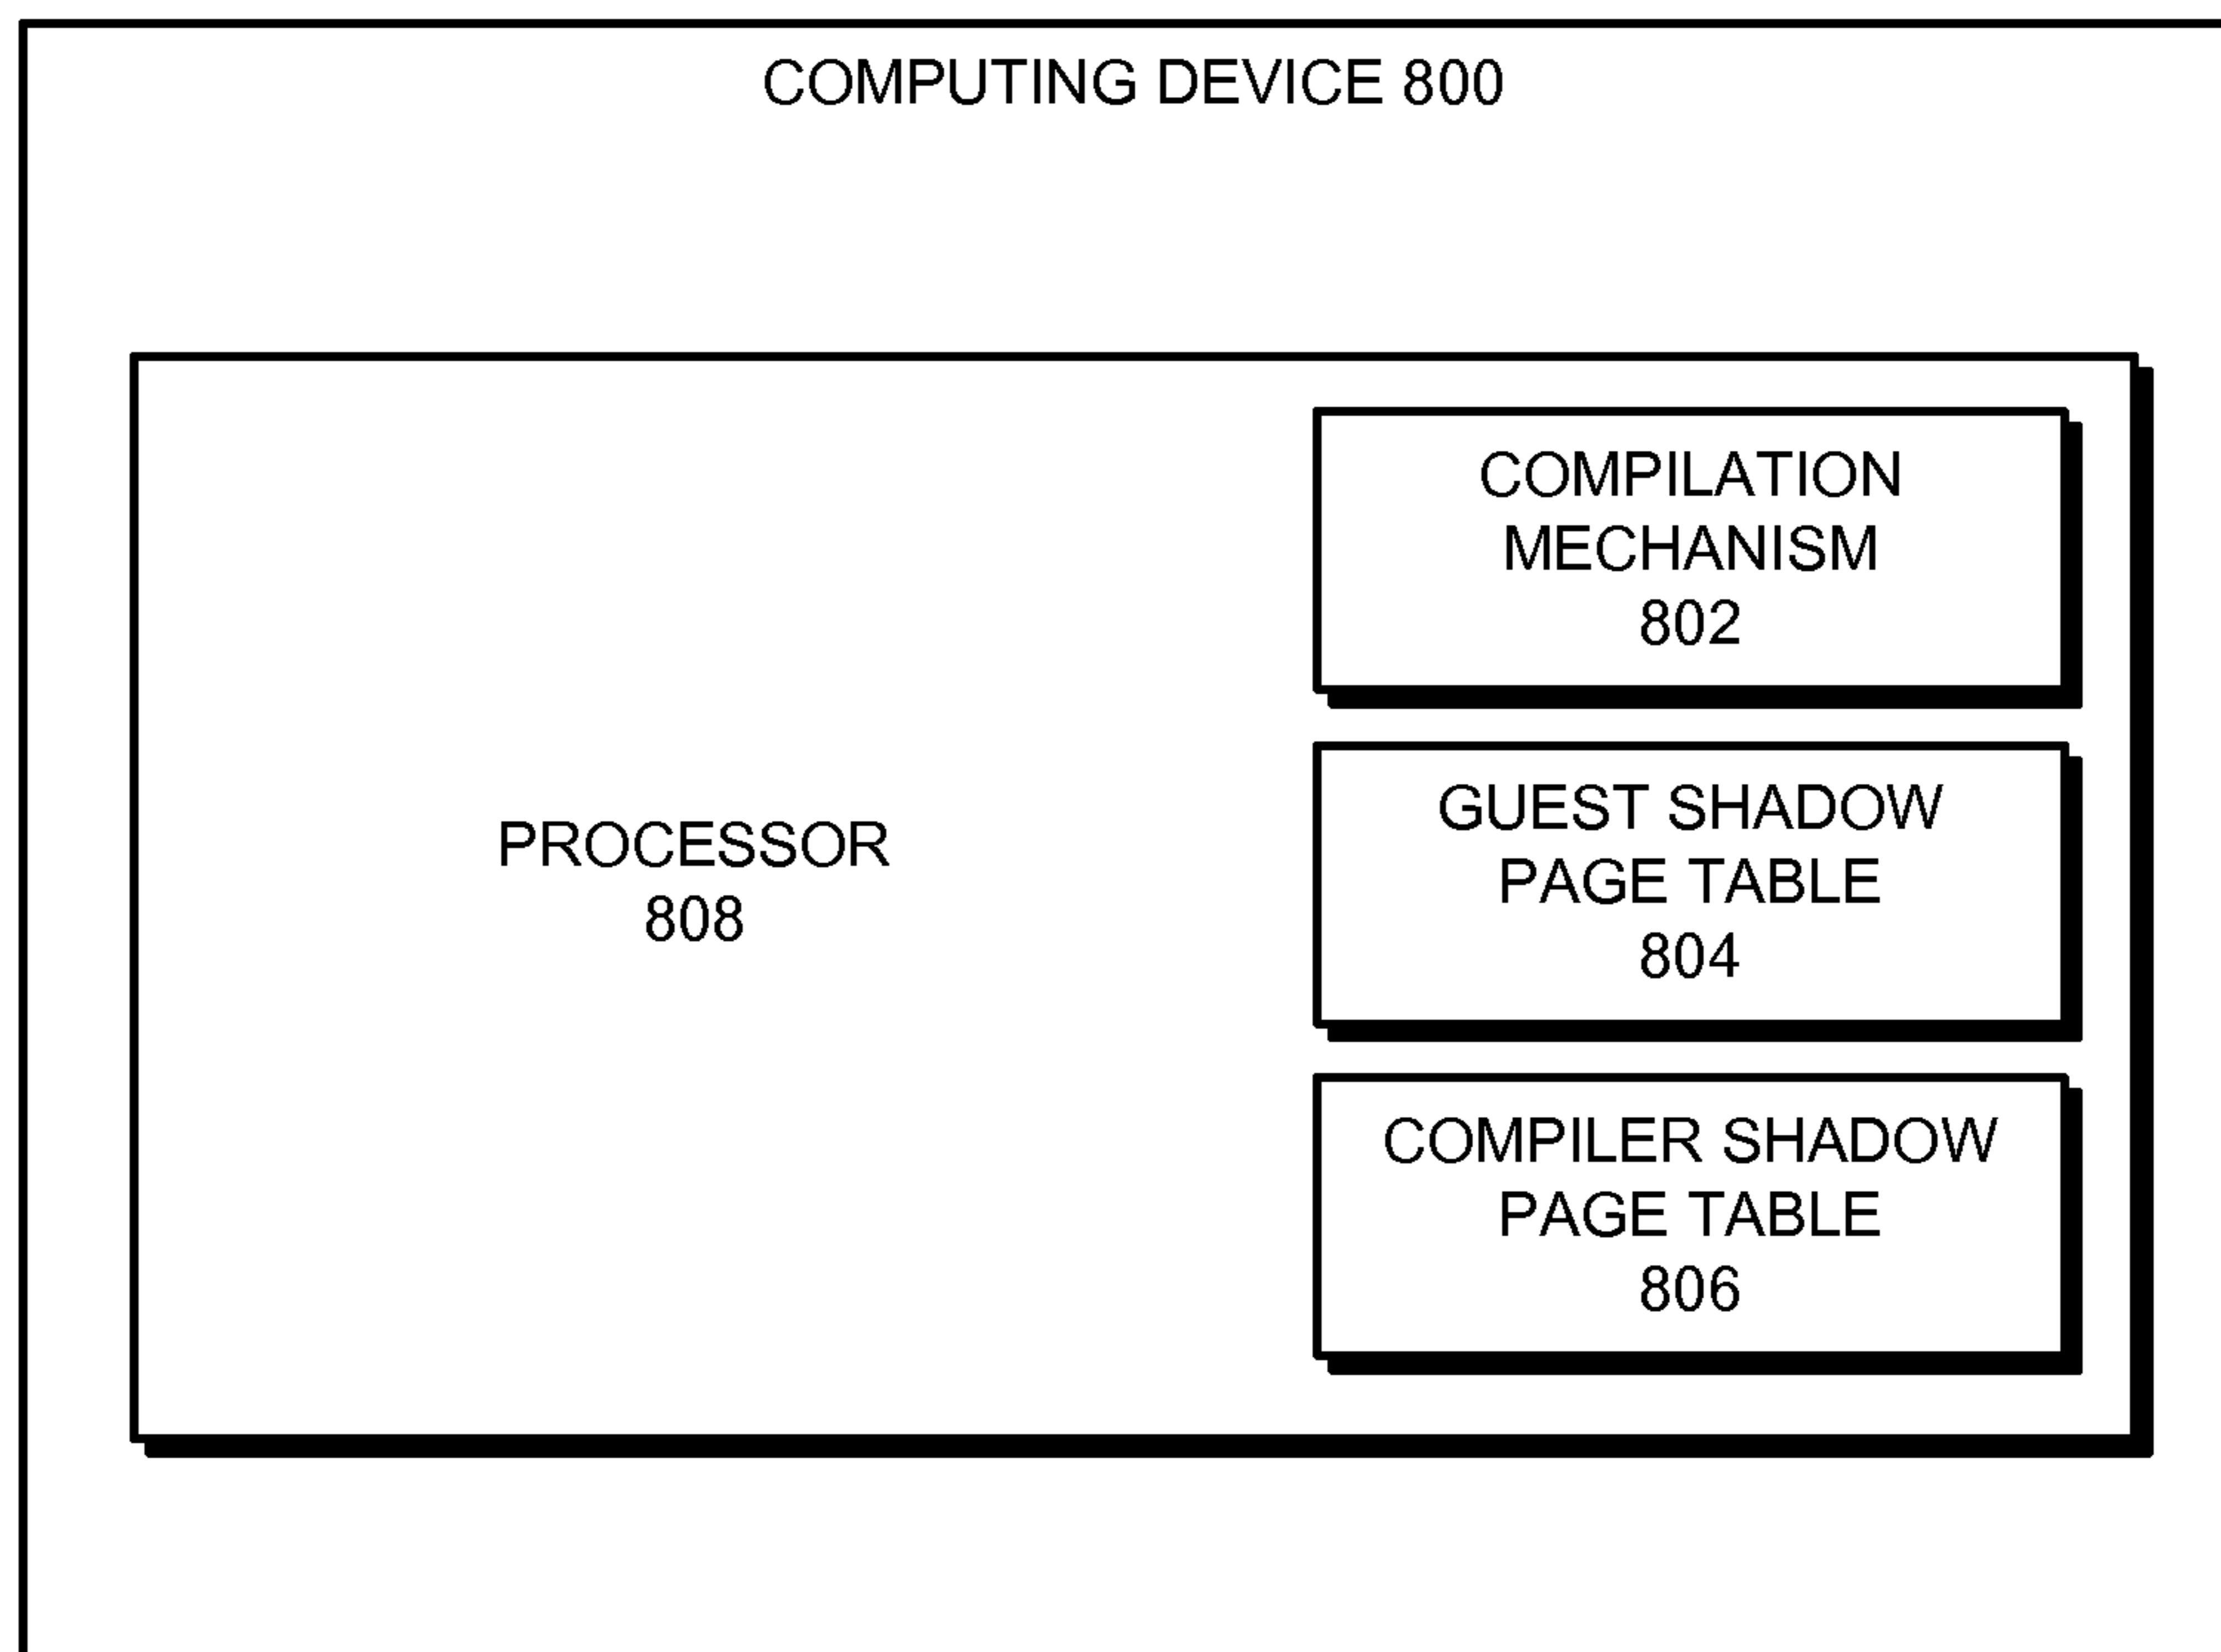 COMPUTING DEVICE 800
COMPILATION
MECHANISM
802
PROCESSOR
808
GUEST SHADOW
PAGE TABLE
804
COMPILER SHADOW
PAGE TABLE
806